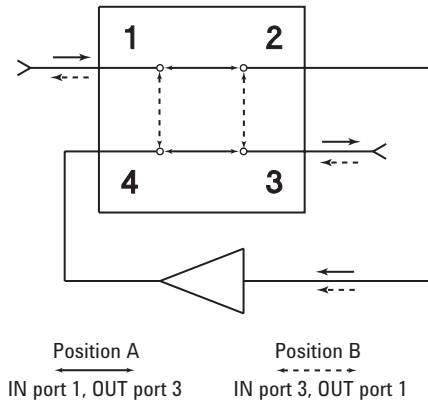 1 2
4 3
Position A
IN port 1, OUT port 3
Position B
IN port 3, OUT port 1